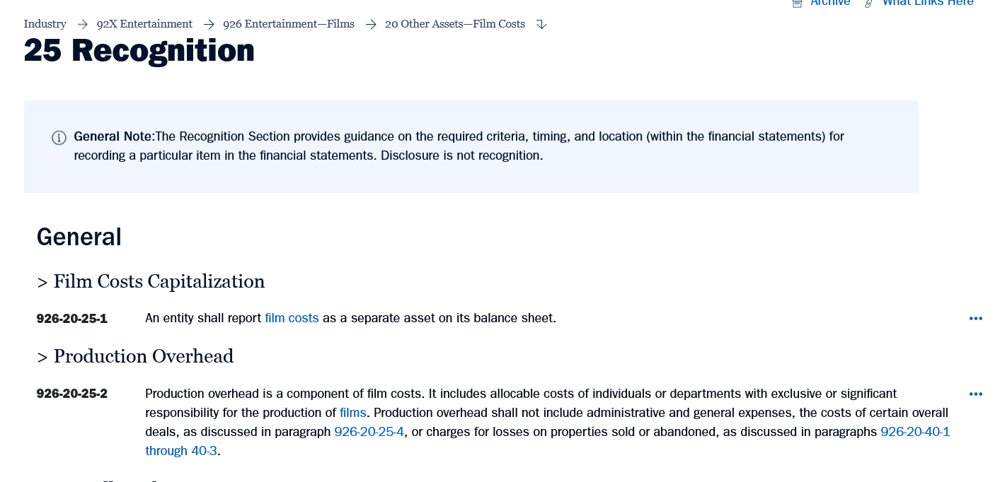 Archive What Links Here
Industry 92X Entertainment 926 Entertainment—Films 20 Other Assets—Film Costs
25 Recognition
General Note:The Recognition Section provides guidance on the required criteria, timing, and location (within the financial statements) for
recording a particular item in the financial statements. Disclosure is not recognition.
General
> Film Costs Capitalization
926-20-25-1 An entity shall report film costs as a separate asset on its balance sheet.
> Production Overhead
926-20-25-2 Production overhead is a component of film costs. It includes allocable costs of individuals or departments with exclusive or significant
responsibility for the production of films. Production overhead shall not include administrative and general expenses, the costs of certain overall
deals, as discussed in paragraph 926-20-25-4, or charges for losses on properties sold or abandoned, as discussed in paragraphs 926-20-40-1
through 40-3.